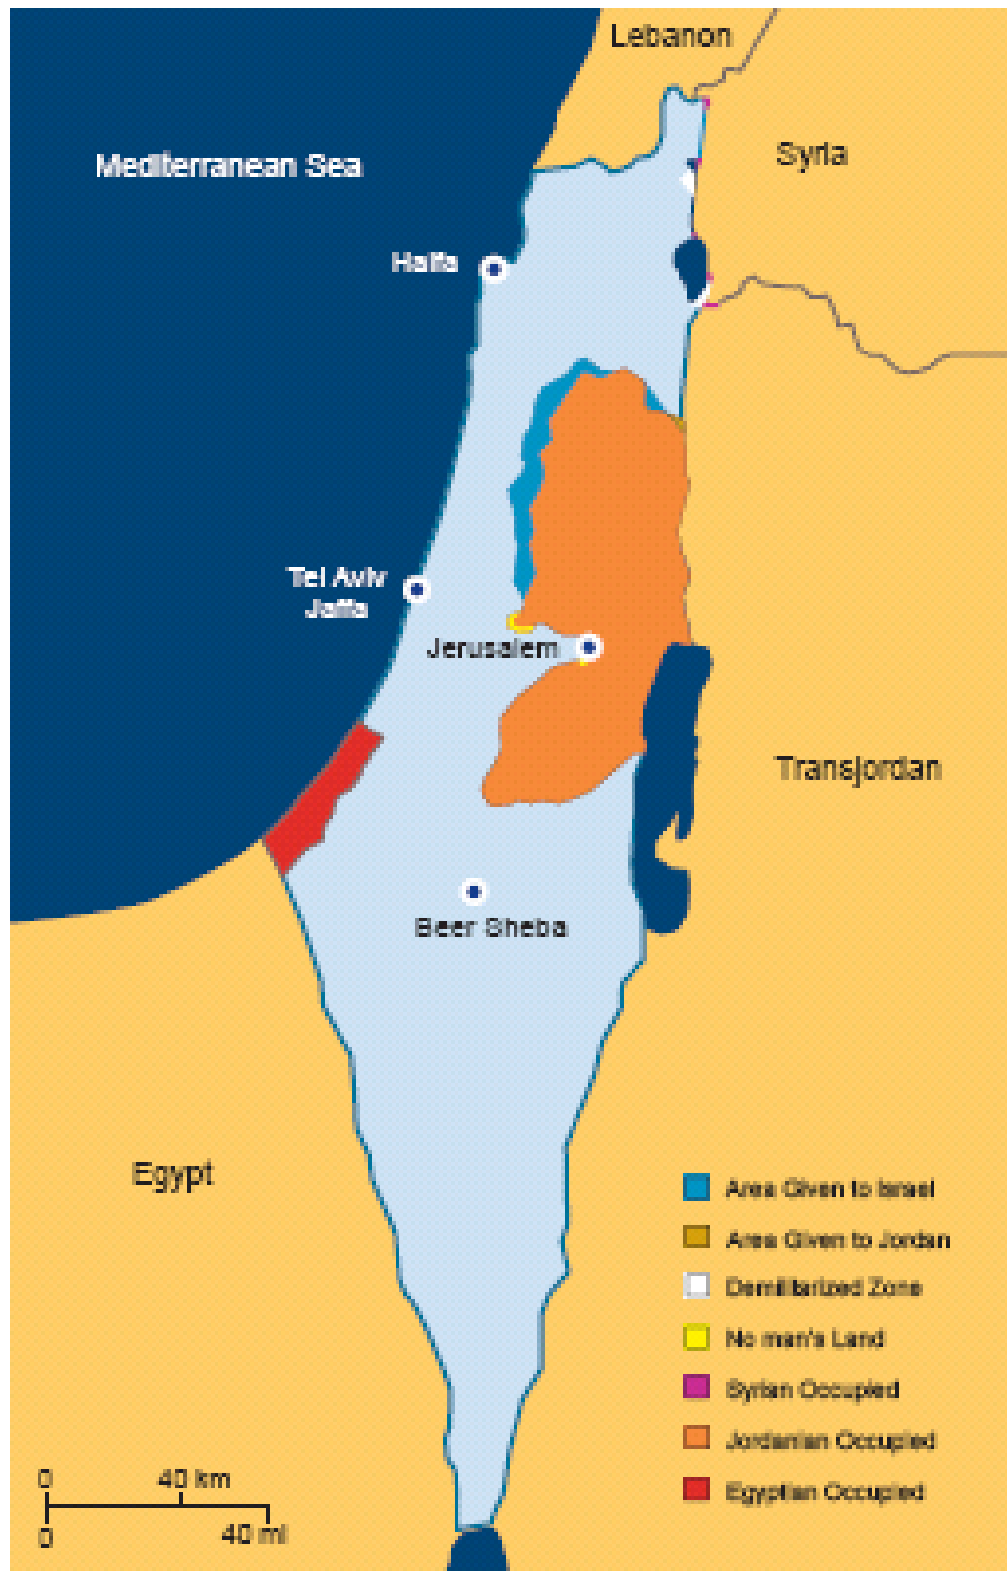 Lebanon
Mediterranean Sea
Syria
Haifa
Tel Aviv
Jaffa
Jerusalem
Transjordan
Beer Sheba
Egypt
Area Given to Israel
Area Given to Jordan
Demilitarized Zone
No man's Land
Syrian Occupied
Jordanian Occupied
Egyptian Occupied
0 40 km
0 40 mi